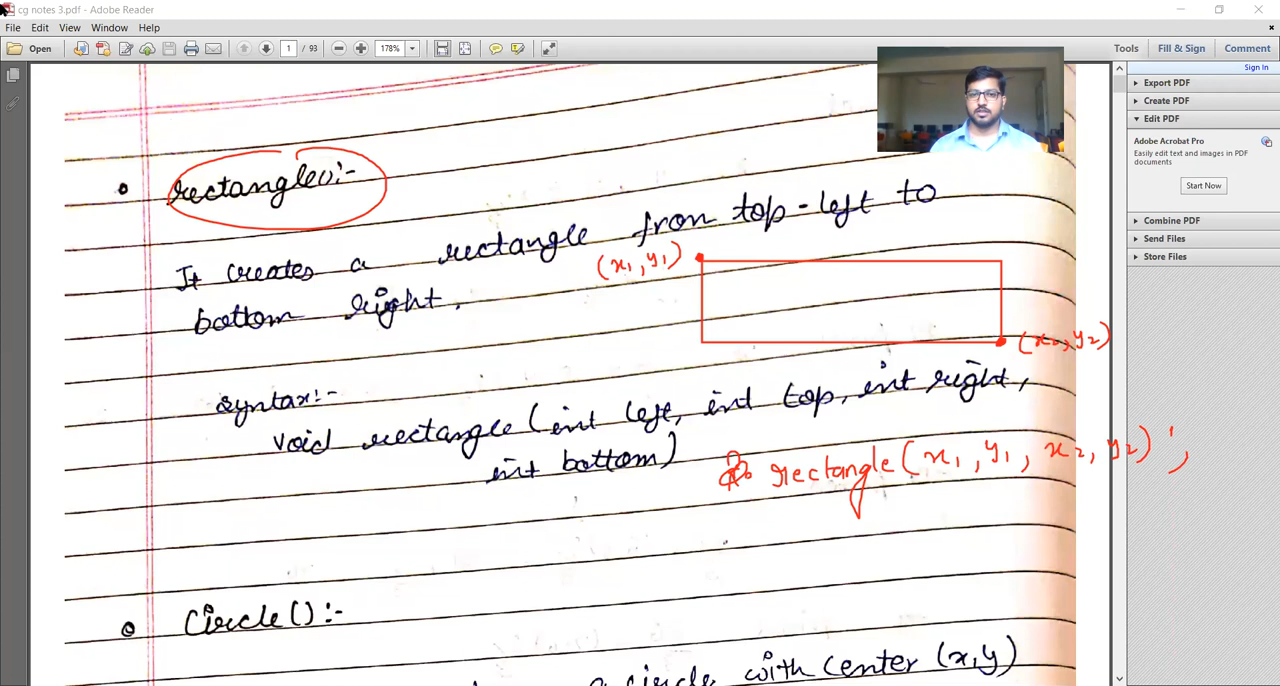 cg notes 3.pdf - Adobe Reader
File Edit View Window Help
Open 1 / 93 178% Tools Fill & Sign Comment
Sign In
Export PDF
Create PDF
Edit PDF
Adobe Acrobat Pro
Easily edit text and images in PDF
documents
Start Now
Combine PDF
Send Files
Store Files
rectangle():-
It creates a rectangle from top-left to
bottom right.
(x1, y1)
(x2, y2)
syntax:-
void rectangle (int left, int top, int right,
int bottom)
rectangle (x1, y1, x2, y2) ;
Circle() :-
circle with center (x,y)